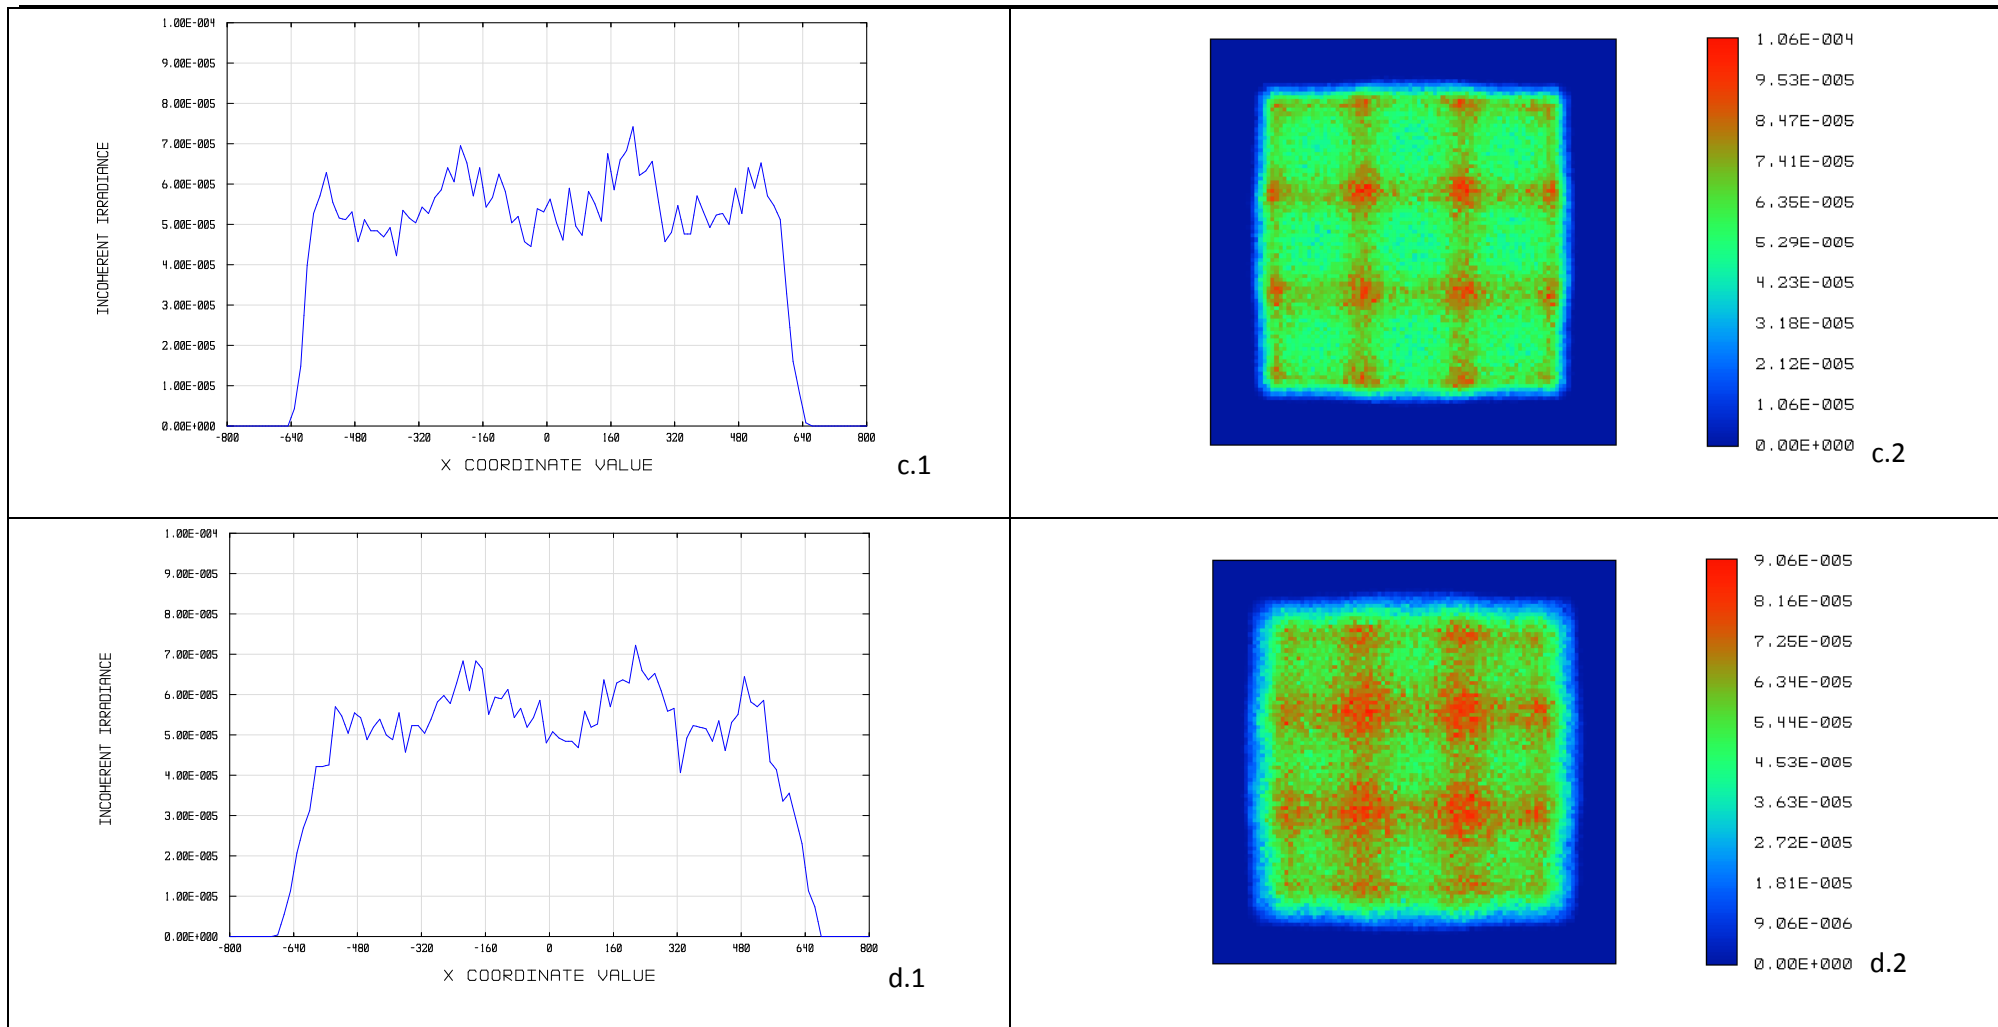 1.00E-004
9.00E-005
8.00E-005
7.00E-005
6.00E-005
5.00E-005
4.00E-005
3.00E-005
2.00E-005
1.00E-005
0.00E+000
INCOHERENT IRRADIANCE
-800 -640 -480 -320 -160 0 160 320 480 640 800
X COORDINATE VALUE
c.1
1.06E-004
9.53E-005
8.47E-005
7.41E-005
6.35E-005
5.29E-005
4.23E-005
3.18E-005
2.12E-005
1.06E-005
0.00E+000
c.2
1.00E-004
9.00E-005
8.00E-005
7.00E-005
6.00E-005
5.00E-005
4.00E-005
3.00E-005
2.00E-005
1.00E-005
0.00E+000
INCOHERENT IRRADIANCE
-800 -640 -480 -320 -160 0 160 320 480 640 800
X COORDINATE VALUE
d.1
9.06E-005
8.16E-005
7.25E-005
6.34E-005
5.44E-005
4.53E-005
3.63E-005
2.72E-005
1.81E-005
9.06E-006
0.00E+000
d.2